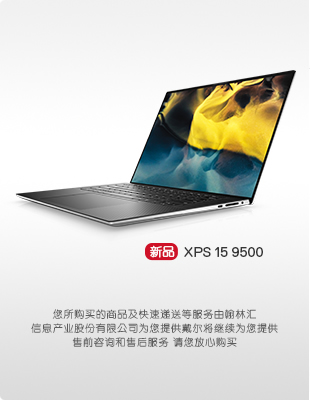 新品 XPS 15 9500
您所购买的商品及快速递送等服务由翰林汇
信息产业股份有限公司为您提供戴尔将继续为您提供
售前咨询和售后服务 请您放心购买